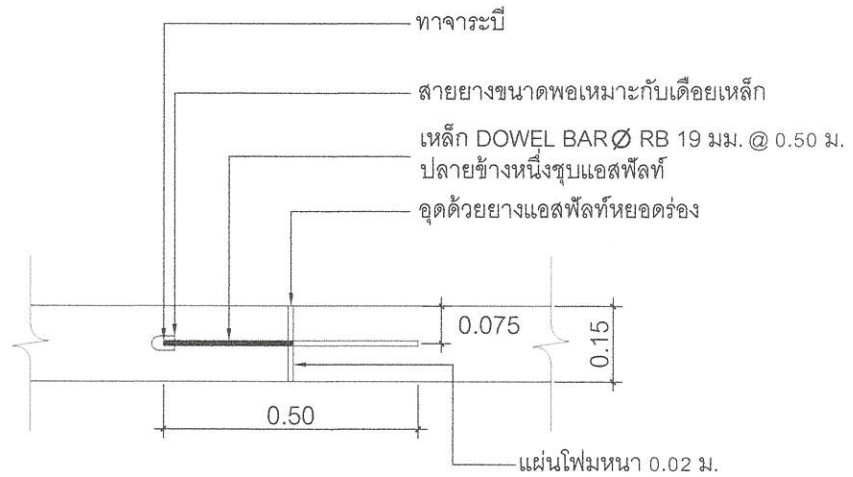 ทาจาระบี
สายยางขนาดพอเหมาะกับเดือยเหล็ก
เหล็ก DOWEL BARØ RB 19 มม. @ 0.50 ม.
ปลายข้างหนึ่งชุบแอสฟัลท์
อุดด้วยยางแอสฟัลท์หยอดร่อง
0.075
0.15
0.50
แผ่นโฟมหนา 0.02 ม.